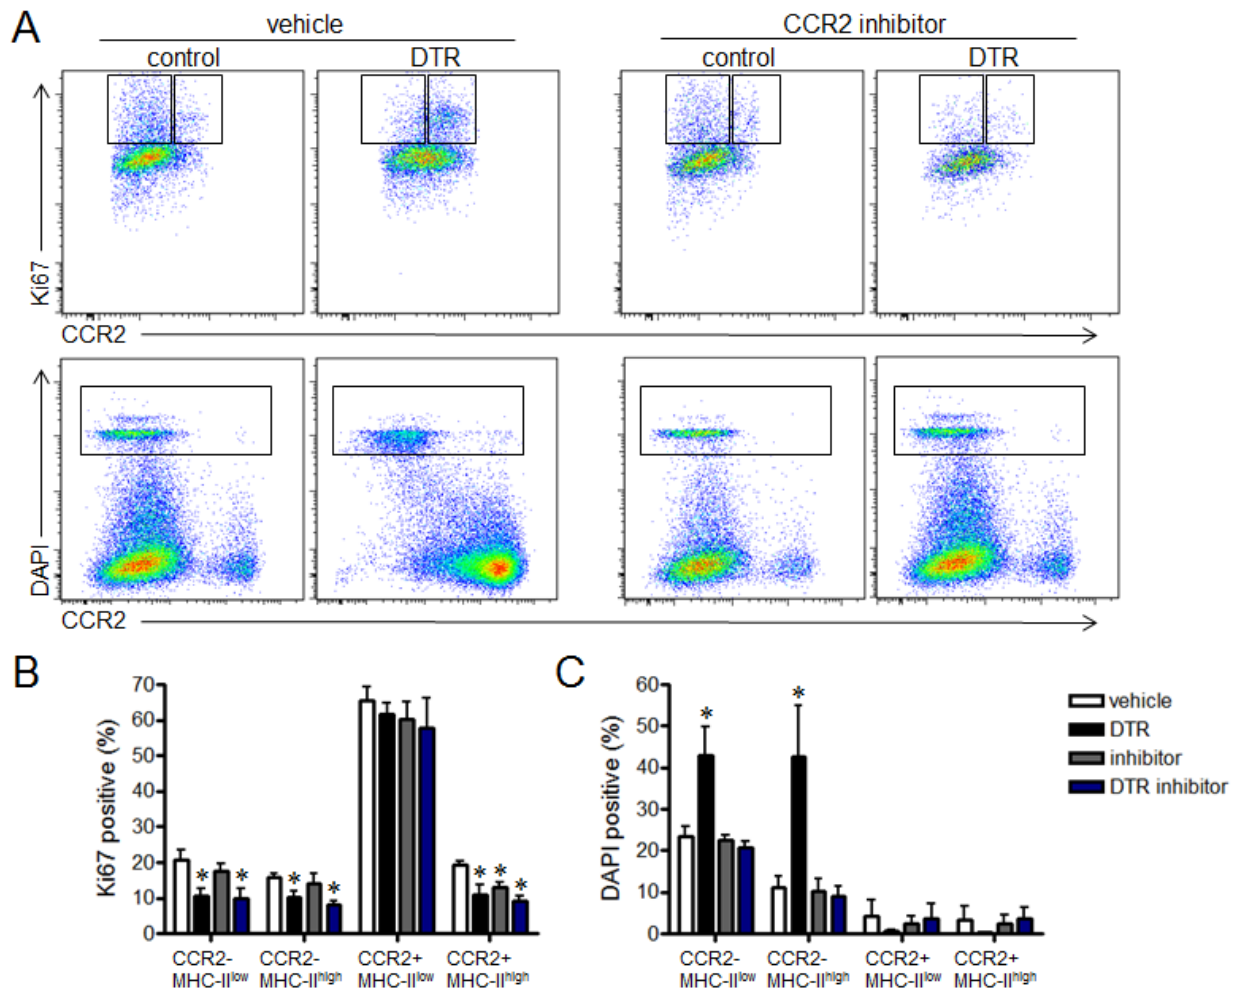 A
vehicle
CCR2 inhibitor
control
DTR
control
DTR
Ki67
CCR2
DAPI
CCR2
B
Ki67 positive (%)
70
60
50
40
30
20
10
0
* * * * * * *
CCR2- CCR2- CCR2+ CCR2+
MHC-IIlow MHC-IIhigh MHC-IIlow MHC-IIhigh
C
DAPI positive (%)
60
50
40
30
20
10
0
* *
CCR2- CCR2- CCR2+ CCR2+
MHC-IIlow MHC-IIhigh MHC-IIlow MHC-IIhigh
vehicle
DTR
inhibitor
DTR inhibitor